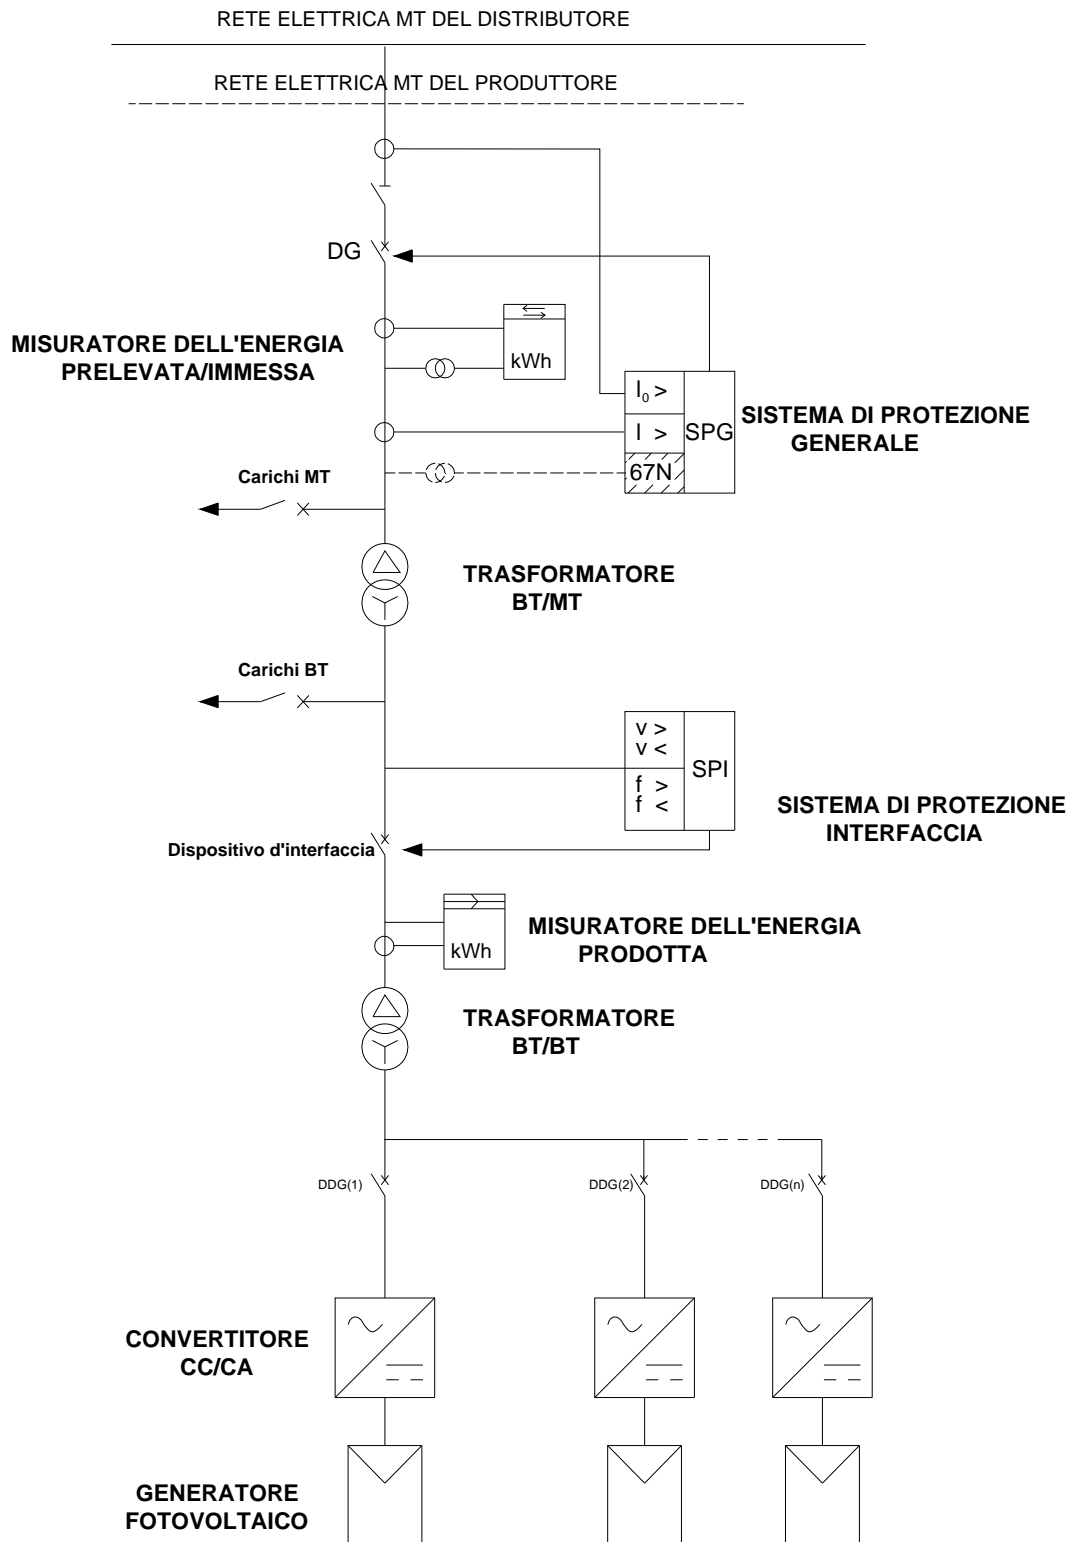 RETE ELETTRICA MT DEL DISTRIBUTORE
RETE ELETTRICA MT DEL PRODUTTORE
DG
MISURATORE DELL'ENERGIA
PRELEVATA/IMMESSA
kWh
I₀ >
I >
67N
SPG
SISTEMA DI PROTEZIONE
GENERALE
Carichi MT
TRASFORMATORE
BT/MT
Carichi BT
v >
v <
f >
f <
SPI
SISTEMA DI PROTEZIONE
INTERFACCIA
Dispositivo d'interfaccia
kWh
MISURATORE DELL'ENERGIA
PRODOTTA
TRASFORMATORE
BT/BT
DDG(1)
DDG(2)
DDG(n)
CONVERTITORE
CC/CA
GENERATORE
FOTOVOLTAICO